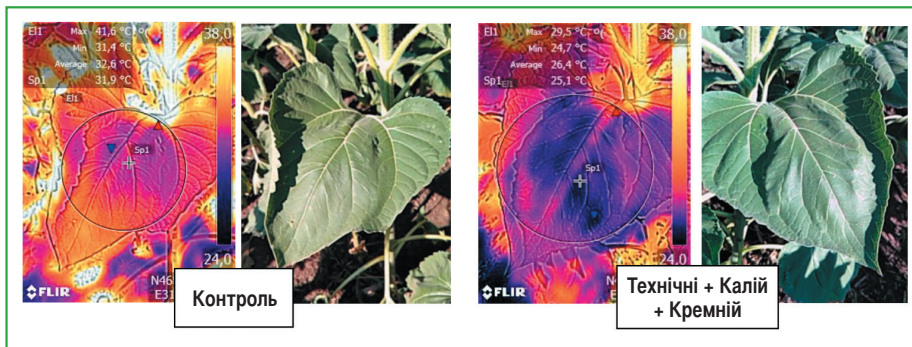 El1 Max 41,6 °C
Min 31,4 °C
Average 32,6 °C
Sp1 31,9 °C
38,0
El1
Sp1
24,0
FLIR
Контроль
El1 Max 29,5 °C
Min 24,7 °C
Average 26,4 °C
Sp1 25,1 °C
38,0
El1
Sp1
24,0
FLIR
Технічні + Калій
+ Кремній